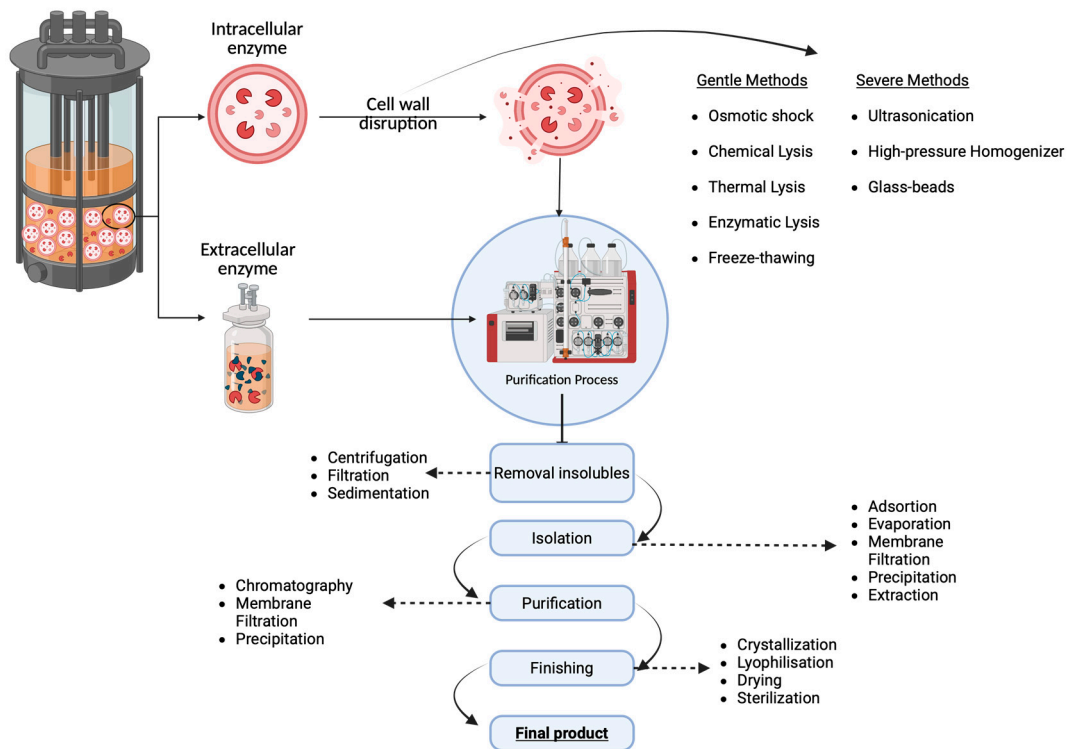 Intracellular
enzyme
Cell wall
disruption
Gentle Methods
• Osmotic shock
• Chemical Lysis
• Thermal Lysis
• Enzymatic Lysis
• Freeze-thawing
Severe Methods
• Ultrasonication
• High-pressure Homogenizer
• Glass-beads
Extracellular
enzyme
Purification Process
Removal insolubles
• Centrifugation
• Filtration
• Sedimentation
Isolation
• Adsortion
• Evaporation
• Membrane
Filtration
• Precipitation
• Extraction
Purification
• Chromatography
• Membrane
Filtration
• Precipitation
Finishing
• Crystallization
• Lyophilisation
• Drying
• Sterilization
Final product